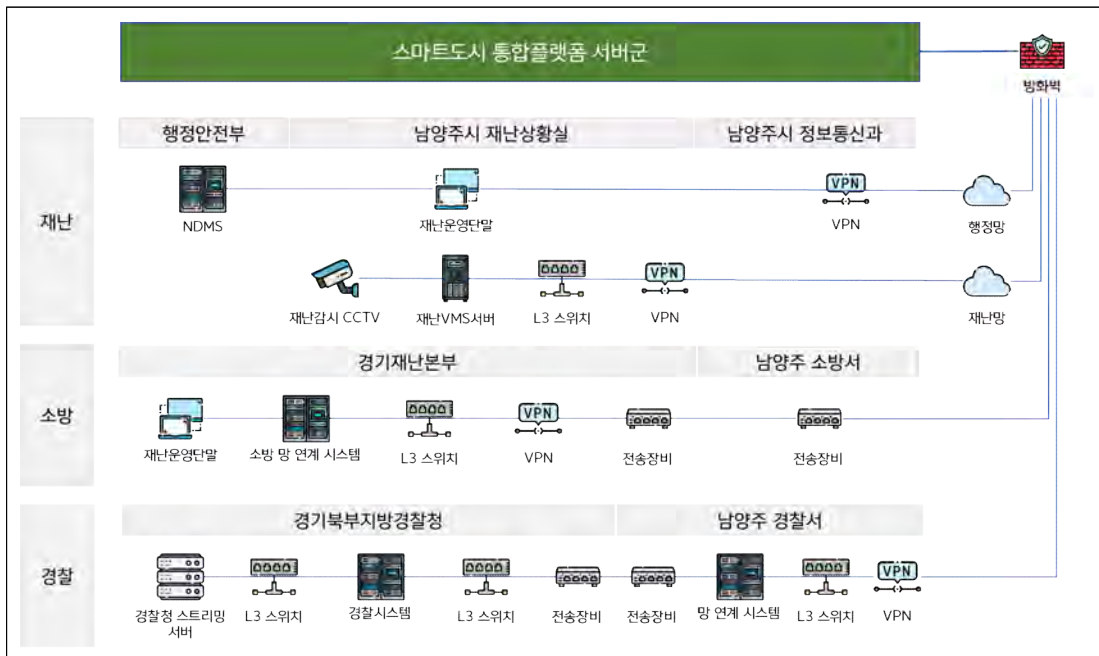 스마트도시 통합플랫폼 서버군
방화벽
재난
행정안전부
남양주시 재난상황실
남양주시 정보통신과
VPN
NDMS
재난운영단말
VPN
행정망
VPN
재난감시 CCTV
재난VMS서버
L3 스위치
VPN
재난망
소방
경기재난본부
남양주 소방서
VPN
재난운영단말
소방 망 연계 시스템
L3 스위치
VPN
전송장비
전송장비
경찰
경기북부지방경찰청
남양주 경찰서
VPN
경찰청 스트리밍
서버
L3 스위치
경찰시스템
L3 스위치
전송장비
전송장비
망 연계 시스템
L3 스위치
VPN